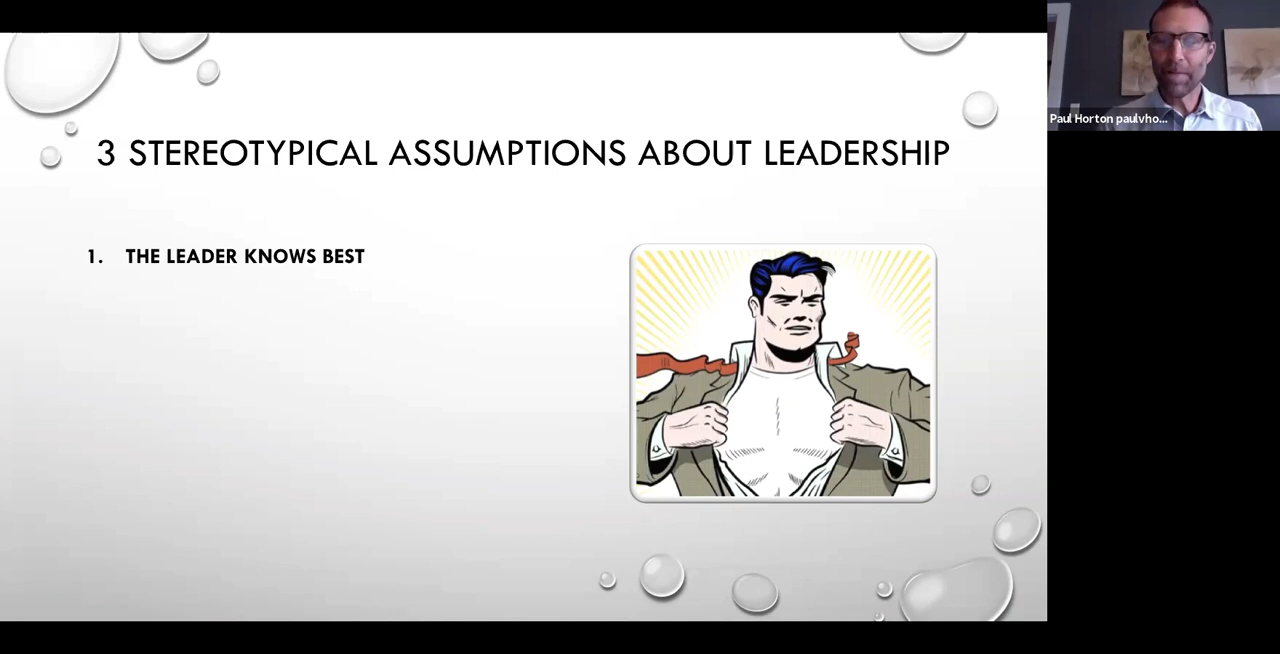 3 STEREOTYPICAL ASSUMPTIONS ABOUT LEADERSHIP
1. THE LEADER KNOWS BEST
Paul Horton paulvho...